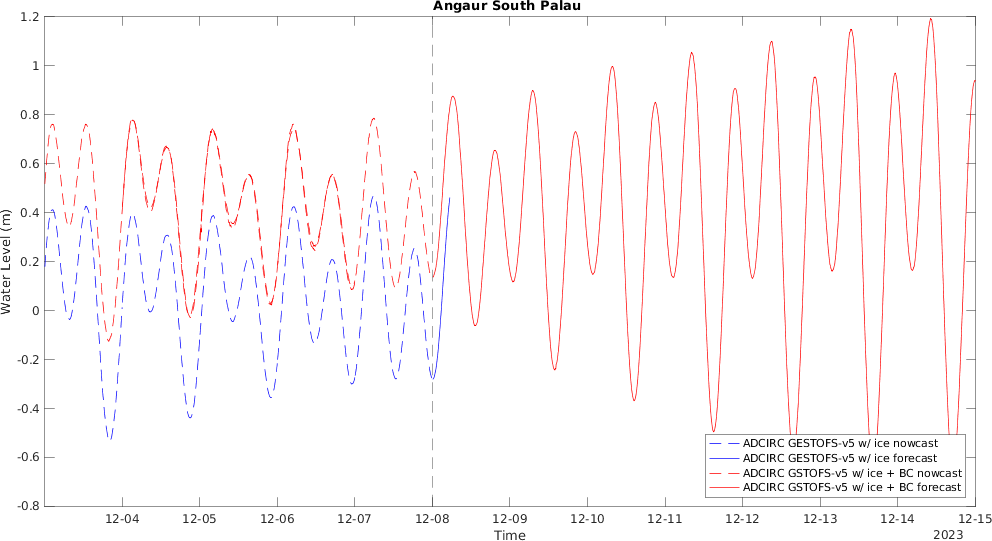 Angaur South Palau
1.2
1
0.8
0.6
0.4
0.2
0
-0.2
-0.4
-0.6
-0.8
Water Level (m)
12-04 12-05 12-06 12-07 12-08 12-09 12-10 12-11 12-12 12-13 12-14 12-15
Time
2023
ADCIRC GESTOFS-v5 w/ ice nowcast
ADCIRC GESTOFS-v5 w/ ice forecast
ADCIRC GSTOFS-v5 w/ ice + BC nowcast
ADCIRC GSTOFS-v5 w/ ice + BC forecast